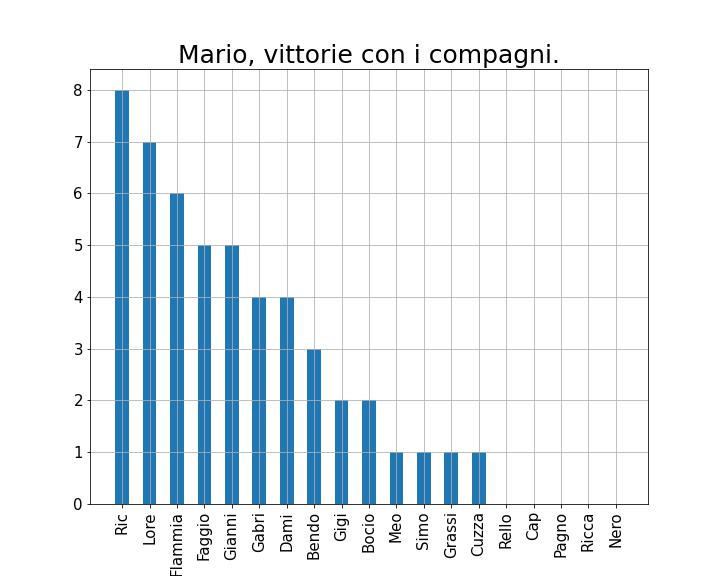 Mario, vittorie con i compagni.
8
7
6
5
4
3
2
1
0
Ric
Lore
Flammia
Faggio
Gianni
Gabri
Dami
Bendo
Gigi
Bocio
Meo
Simo
Grassi
Cuzza
Rello
Cap
Pagno
Ricca
Nero